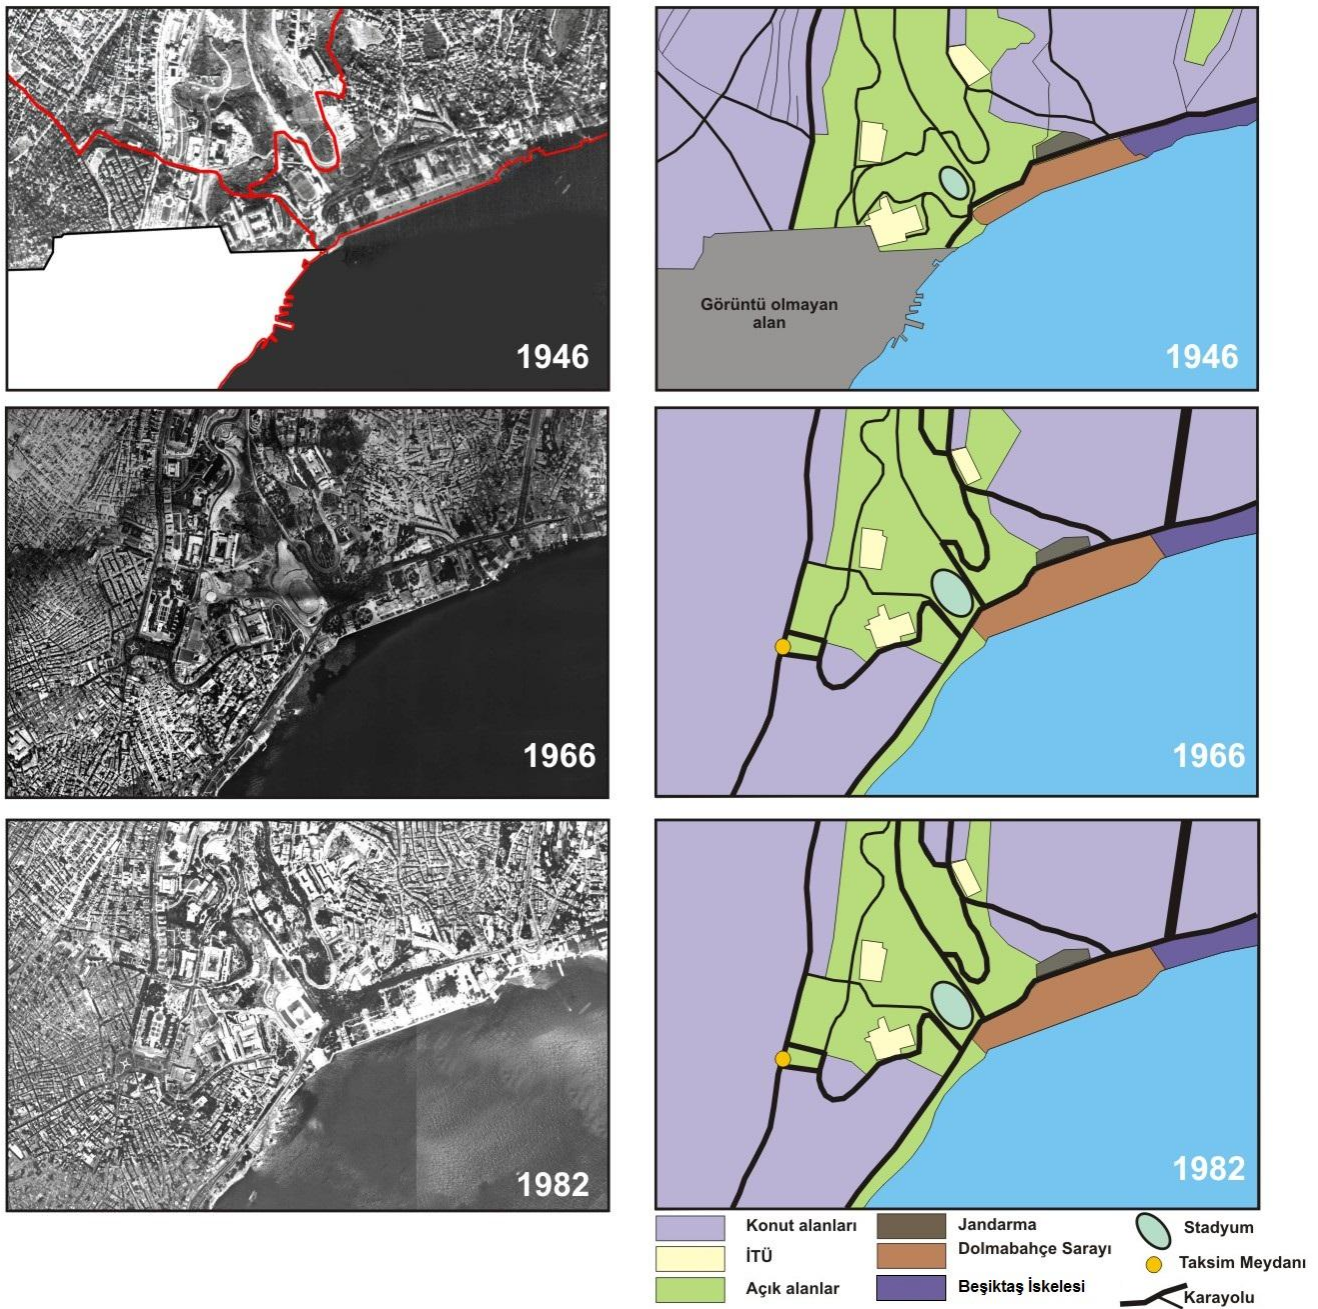 1946
Görüntü olmayan
alan
1946
1966
1966
1982
1982
Konut alanları
İTÜ
Açık alanlar
Jandarma
Dolmabahçe Sarayı
Beşiktaş İskelesi
Stadyum
Taksim Meydanı
Karayolu